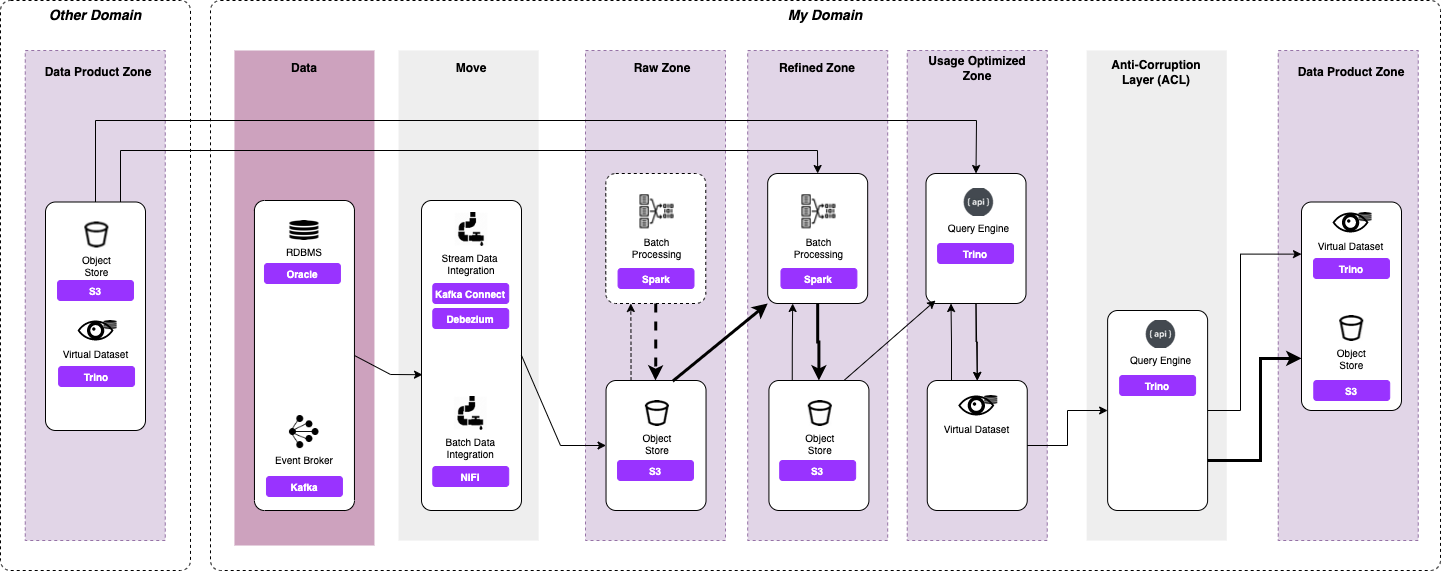 Other Domain
My Domain
Data Product Zone
Data
Move
Raw Zone
Refined Zone
Usage Optimized
Zone
Anti-Corruption
Layer (ACL)
Data Product Zone
Object
Store
S3
Virtual Dataset
Trino
RDBMS
Oracle
Event Broker
Kafka
Stream Data
Integration
Kafka Connect
Debezium
Batch Data
Integration
NIFI
Batch
Processing
Spark
Object
Store
S3
Batch
Processing
Spark
Object
Store
S3
{ api }
Query Engine
Trino
Virtual Dataset
{ api }
Query Engine
Trino
Virtual Dataset
Trino
Object
Store
S3